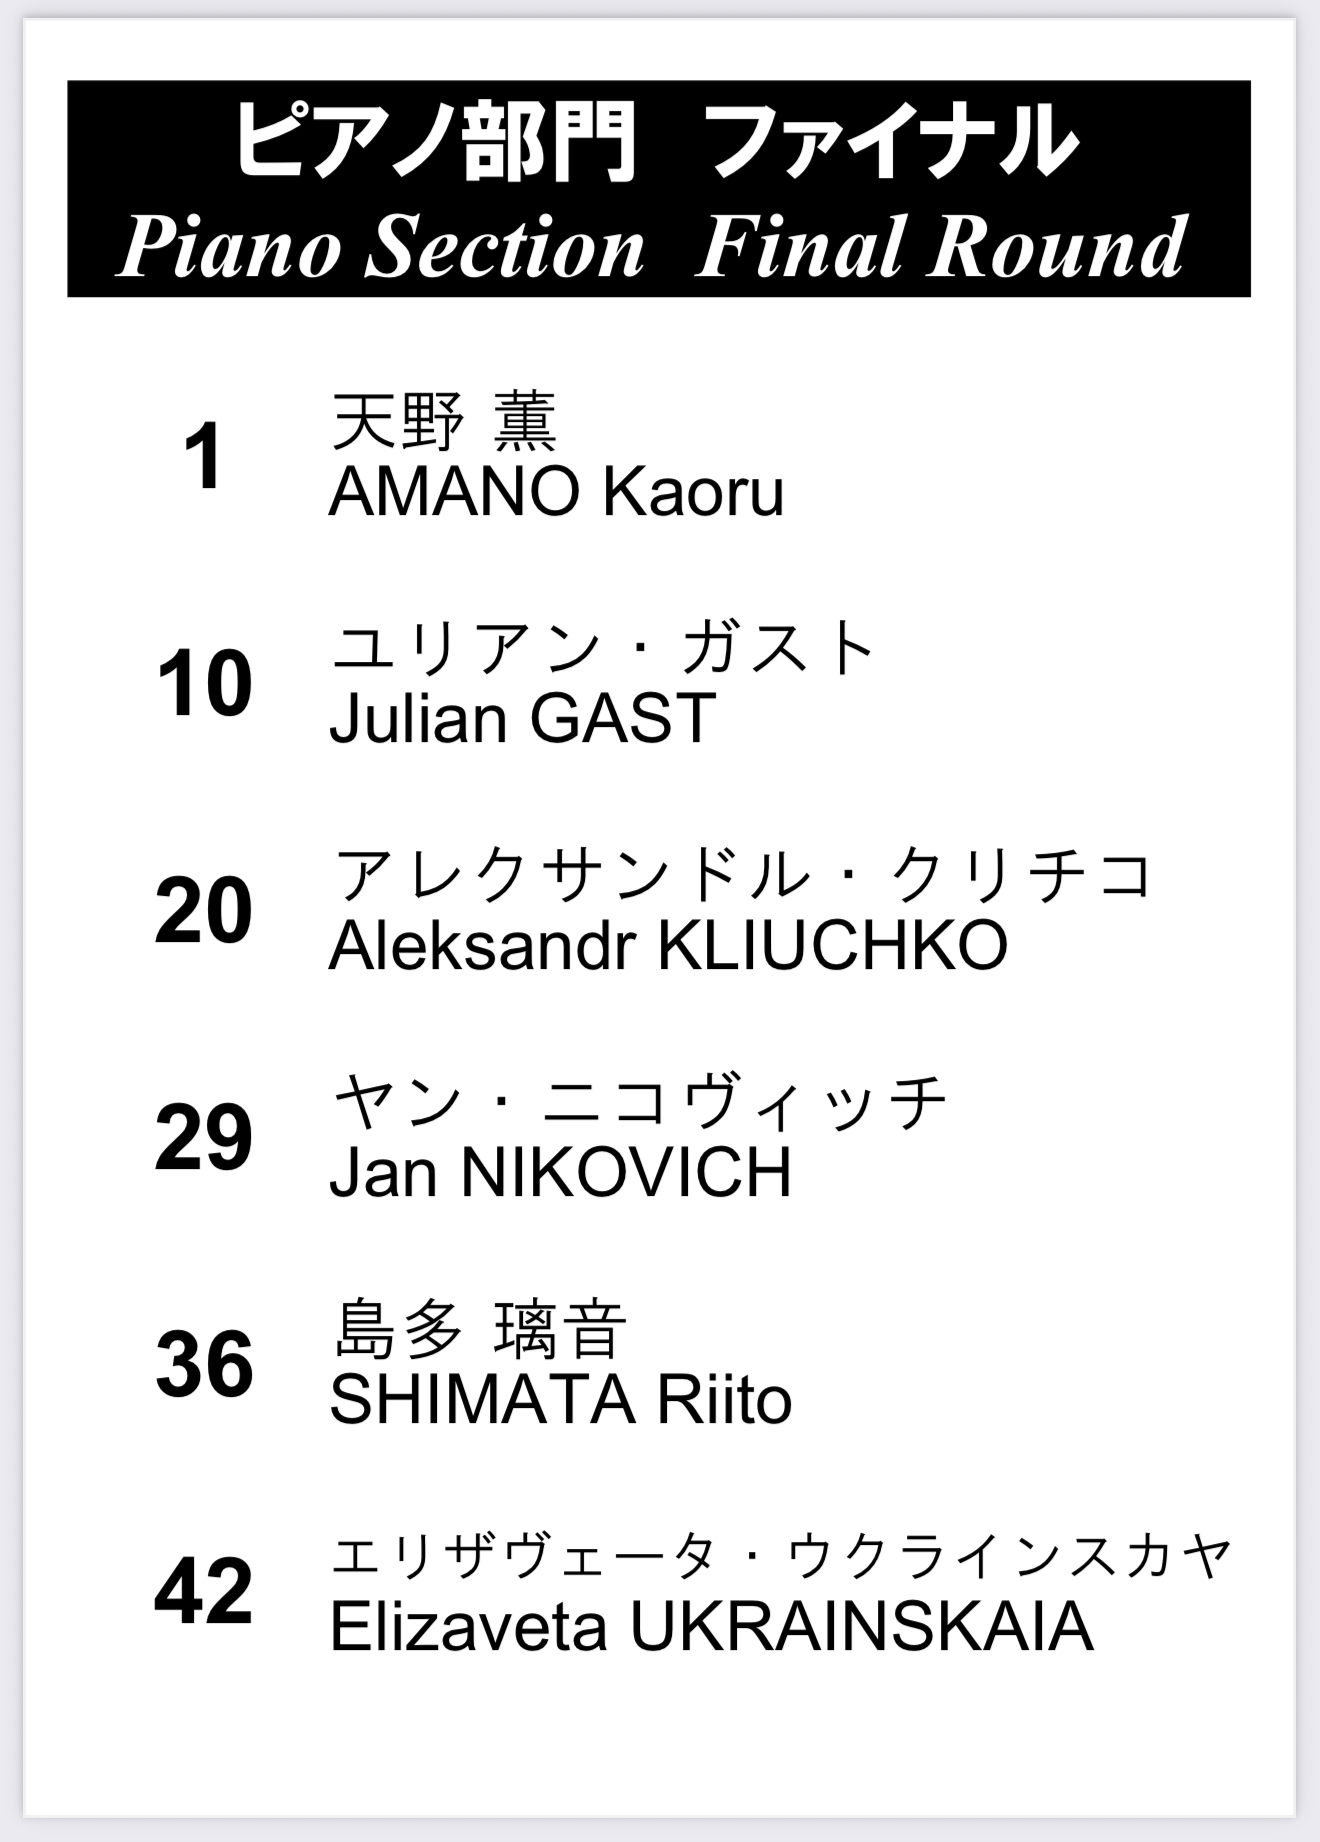 ピアノ部門 ファイナル
Piano Section Final Round
1
天野 薫
AMANO Kaoru
10
ユリアン・ガスト
Julian GAST
20
アレクサンドル・クリチコ
Aleksandr KLIUCHKO
29
ヤン・ニコヴィッチ
Jan NIKOVICH
36
島多 璃音
SHIMATA Riito
42
エリザヴェータ・ウクラインスカヤ
Elizaveta UKRAINSKAIA